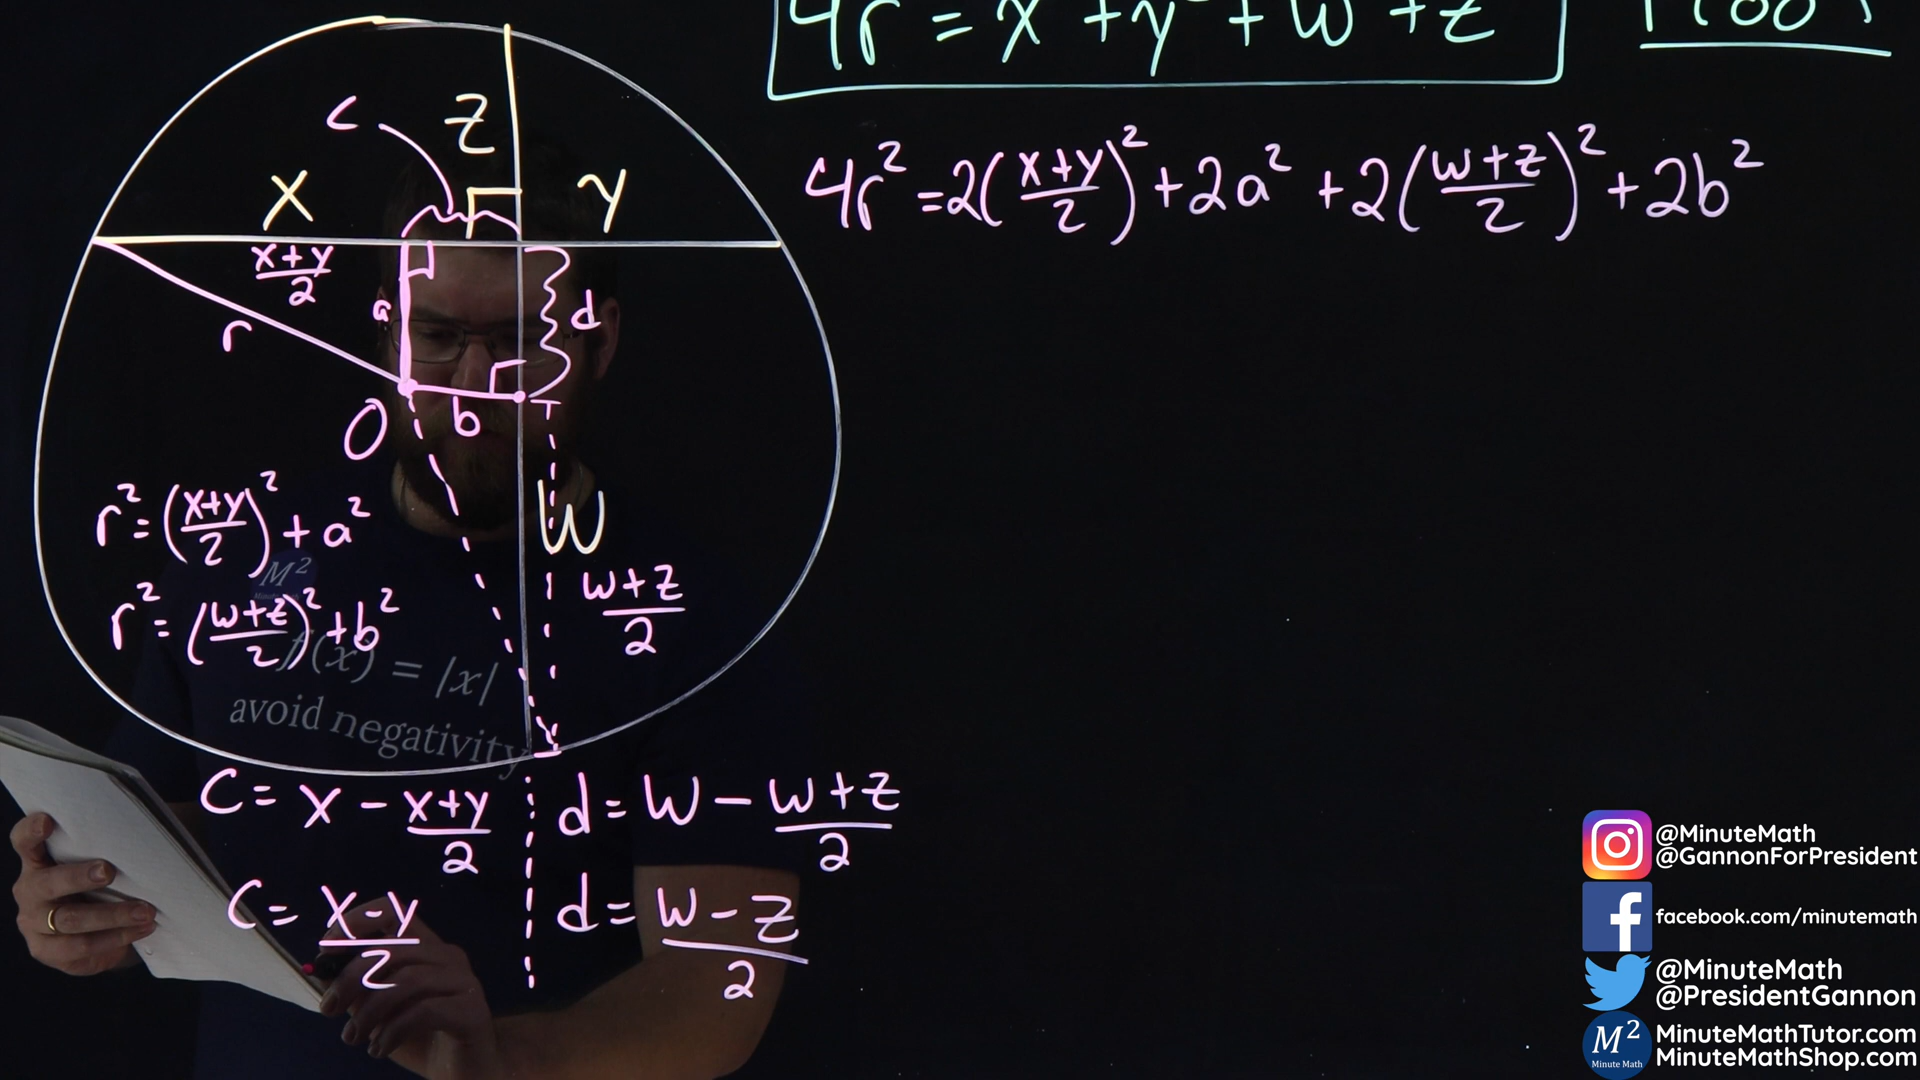 4r² = x² + y² + w² + z²
Proof
C
Z
X
Y
4r² = 2((x+y)/2)² + 2a² + 2((w+z)/2)² + 2b²
(x+y)/2
a
d
r
b
O
W
r² = ((x+y)/2)² + a²
(w+z)/2
M²
r² = ((w+z)/2)² + b²
f(x) = |x|
avoid negativity
C = X - (x+y)/2
d = W - (w+z)/2
C = (x-y)/2
d = (w-z)/2
@MinuteMath
@GannonForPresident
facebook.com/minutemath
@MinuteMath
@PresidentGannon
M²
Minute Math
MinuteMathTutor.com
MinuteMathShop.com